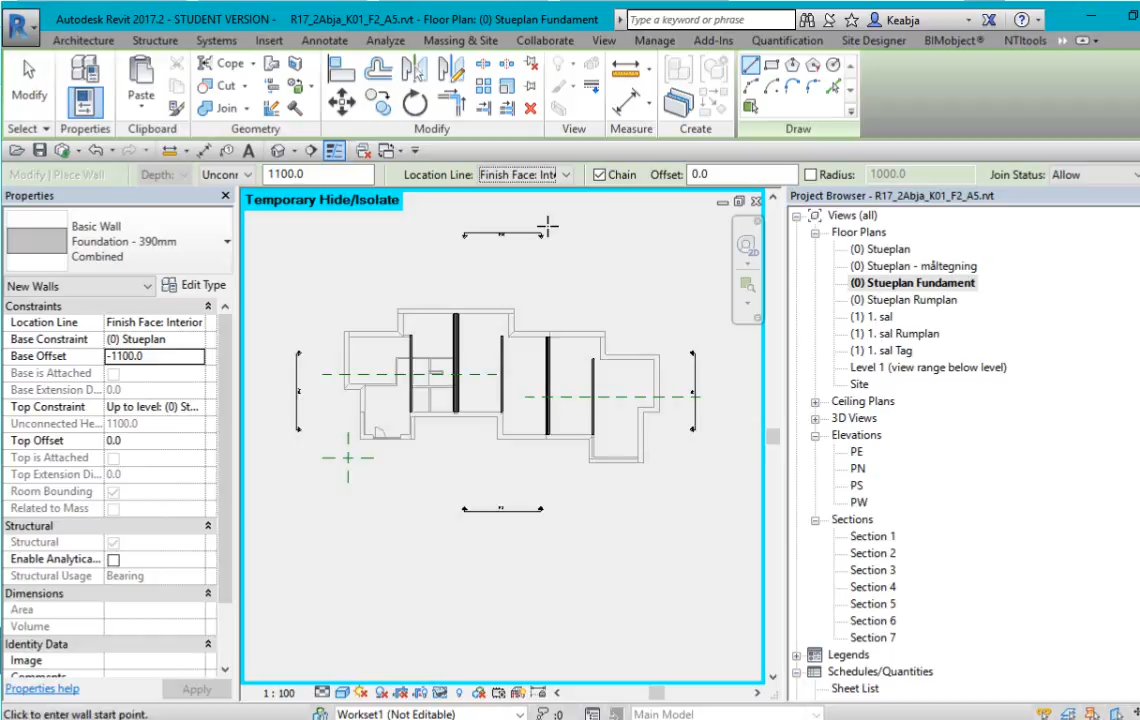 Autodesk Revit 2017.2 - STUDENT VERSION - R17_2Abja_K01_F2_A5.rvt - Floor Plan: (0) Stueplan Fundament
Type a keyword or phrase
Keabja
Architecture Structure Systems Insert Annotate Analyze Massing & Site Collaborate View Manage Add-Ins Quantification Site Designer BIMobject® NTItools
Modify Paste Cope Cut Join
Select Properties Clipboard Geometry Modify View Measure Create Draw
Modify | Place Wall Depth: Unconr 1100.0 Location Line: Finish Face: Inte Chain Offset: 0.0 Radius: 1000.0 Join Status: Allow
Properties
Basic Wall
Foundation - 390mm
Combined
New Walls Edit Type
Constraints
Location Line Finish Face: Interior
Base Constraint (0) Stueplan
Base Offset -1100.0
Base is Attached
Base Extension D... 0.0
Top Constraint Up to level: (0) St...
Unconnected He... 1100.0
Top Offset 0.0
Top is Attached
Top Extension Di... 0.0
Room Bounding
Related to Mass
Structural
Structural
Enable Analytica...
Structural Usage Bearing
Dimensions
Area
Volume
Identity Data
Image
Comments
Properties help Apply
Temporary Hide/Isolate
2D
1 : 100
Project Browser - R17_2Abja_K01_F2_A5.rvt
Views (all)
Floor Plans
(0) Stueplan
(0) Stueplan - måltegning
(0) Stueplan Fundament
(0) Stueplan Rumplan
(1) 1. sal
(1) 1. sal Rumplan
(1) 1. sal Tag
Level 1 (view range below level)
Site
Ceiling Plans
3D Views
Elevations
PE
PN
PS
PW
Sections
Section 1
Section 2
Section 3
Section 4
Section 5
Section 6
Section 7
Legends
Schedules/Quantities
Sheet List
Click to enter wall start point. Workset1 (Not Editable) :0 Main Model